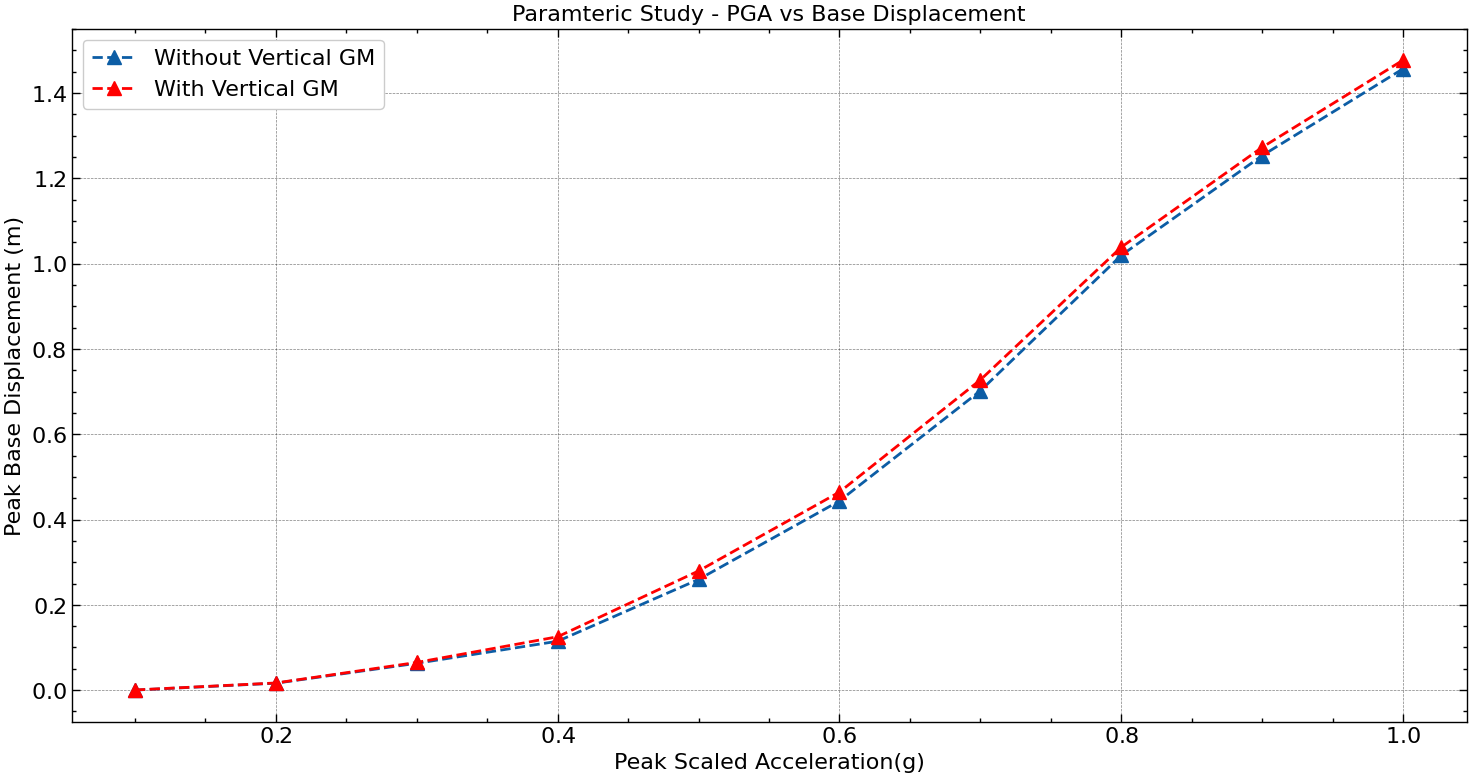 Paramteric Study - PGA vs Base Displacement
Without Vertical GM
With Vertical GM
Peak Base Displacement (m)
1.4
1.2
1.0
0.8
0.6
0.4
0.2
0.0
0.2
0.4
0.6
0.8
1.0
Peak Scaled Acceleration(g)